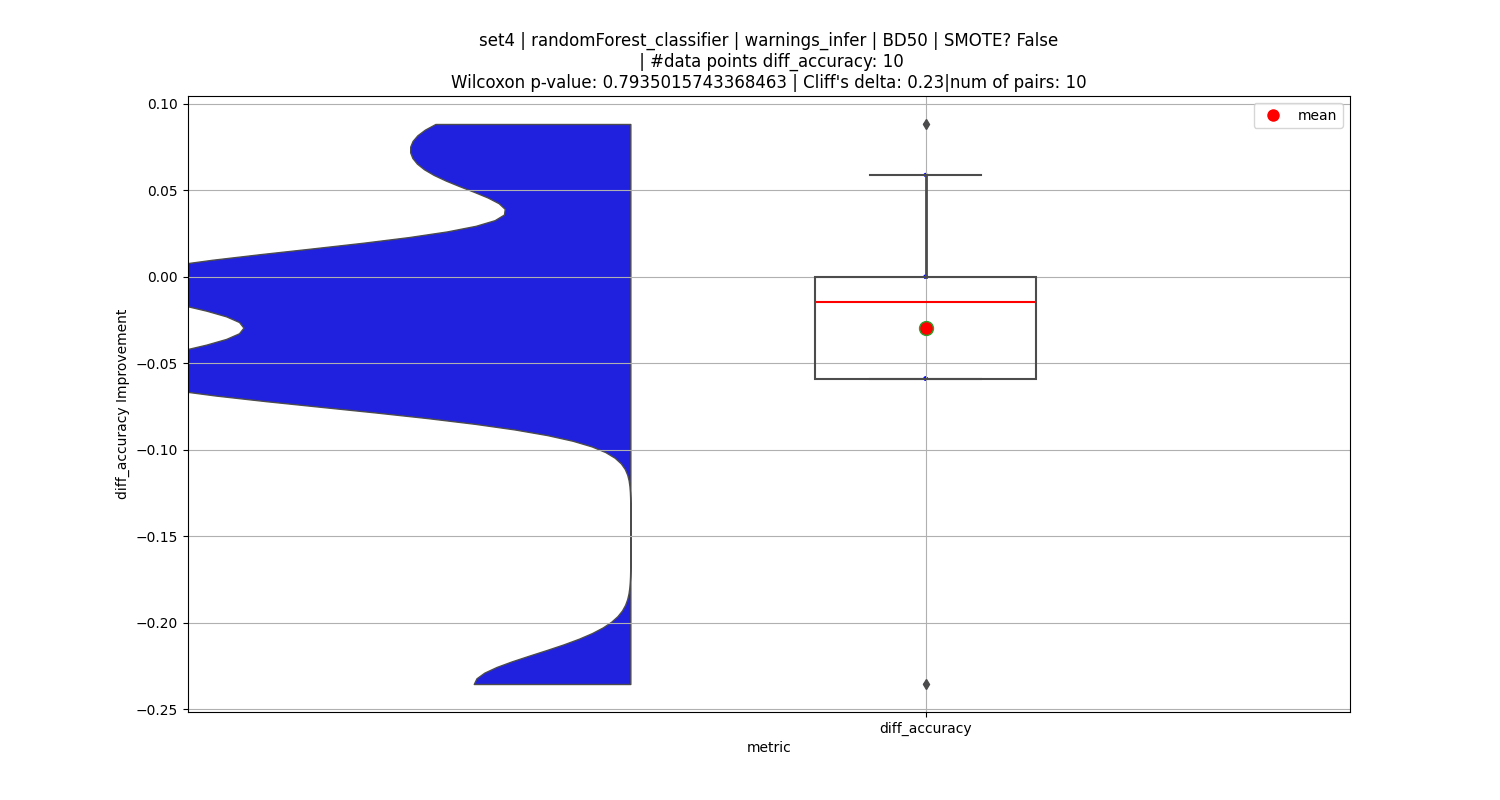 set4 | randomForest_classifier | warnings_infer | BD50 | SMOTE? False
| #data points diff_accuracy: 10
Wilcoxon p-value: 0.7935015743368463 | Cliff's delta: 0.23|num of pairs: 10
mean
0.10
0.05
0.00
−0.05
−0.10
−0.15
−0.20
−0.25
diff_accuracy Improvement
diff_accuracy
metric